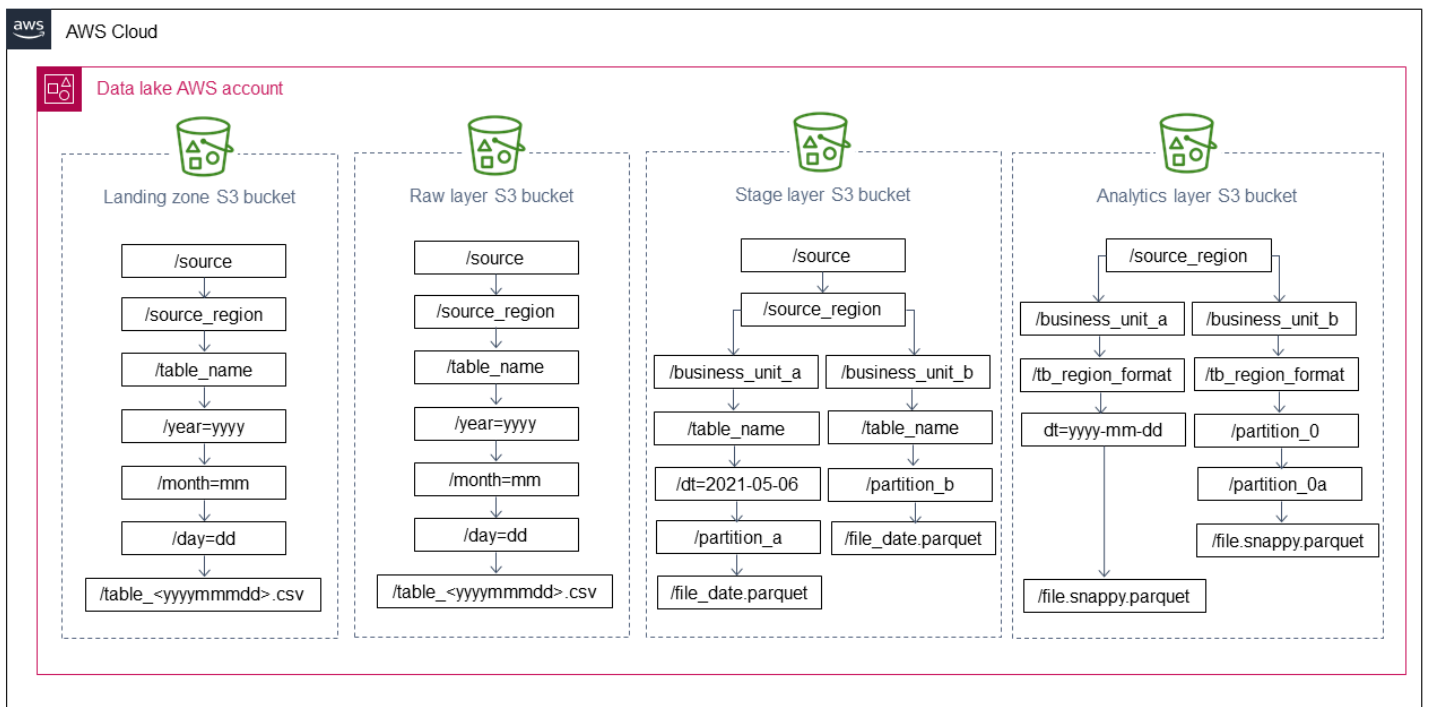 aws
AWS Cloud
Data lake AWS account
Landing zone S3 bucket
/source
/source_region
/table_name
/year=yyyy
/month=mm
/day=dd
/table_<yyyymmmdd>.csv
Raw layer S3 bucket
/source
/source_region
/table_name
/year=yyyy
/month=mm
/day=dd
/table_<yyyymmmdd>.csv
Stage layer S3 bucket
/source
/source_region
/business_unit_a
/table_name
/dt=2021-05-06
/partition_a
/file_date.parquet
/business_unit_b
/table_name
/partition_b
/file_date.parquet
Analytics layer S3 bucket
/source_region
/business_unit_a
/tb_region_format
dt=yyyy-mm-dd
/file.snappy.parquet
/business_unit_b
/tb_region_format
/partition_0
/partition_0a
/file.snappy.parquet